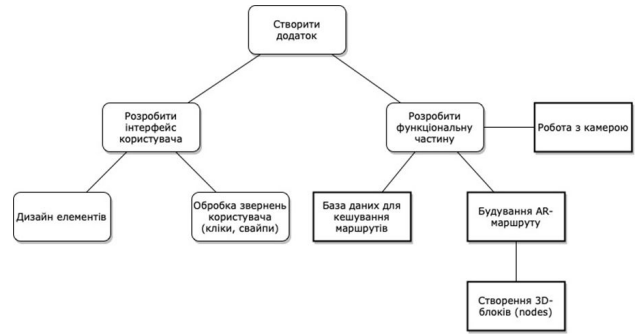 Створити
додаток
Розробити
інтерфейс
користувача
Розробити
функціональну
частину
Робота з камерою
Дизайн елементів
Обробка звернень
користувача
(кліки, свайпи)
База даних для
кешування
маршрутів
Будування AR-
маршруту
Створення 3D-
блоків (nodes)